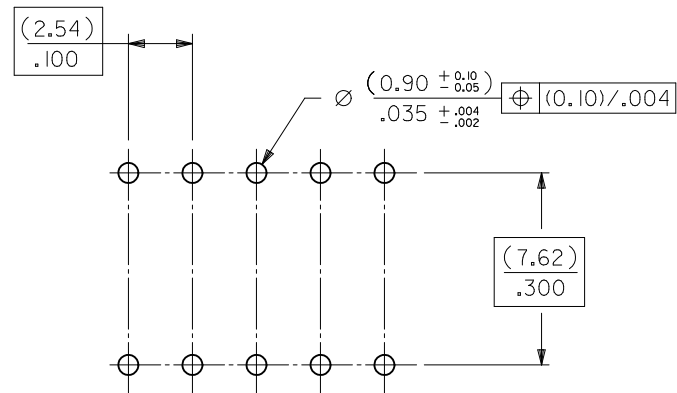 (2.54)
.100
⌀ (0.90 +0.10 -0.05)
.035 +.004 -.002
⌖ (0.10)/.004
(7.62)
.300